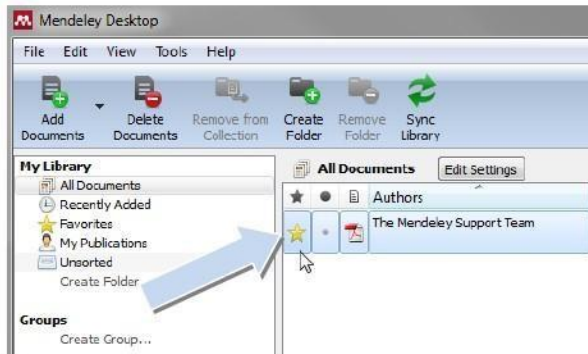 Mendeley Desktop
File Edit View Tools Help
Add Documents
Delete Documents
Remove from Collection
Create Folder
Remove Folder
Sync Library
My Library
All Documents
Recently Added
Favorites
My Publications
Unsorted
Create Folder
Groups
Create Group...
All Documents Edit Settings
Authors
The Mendeley Support Team